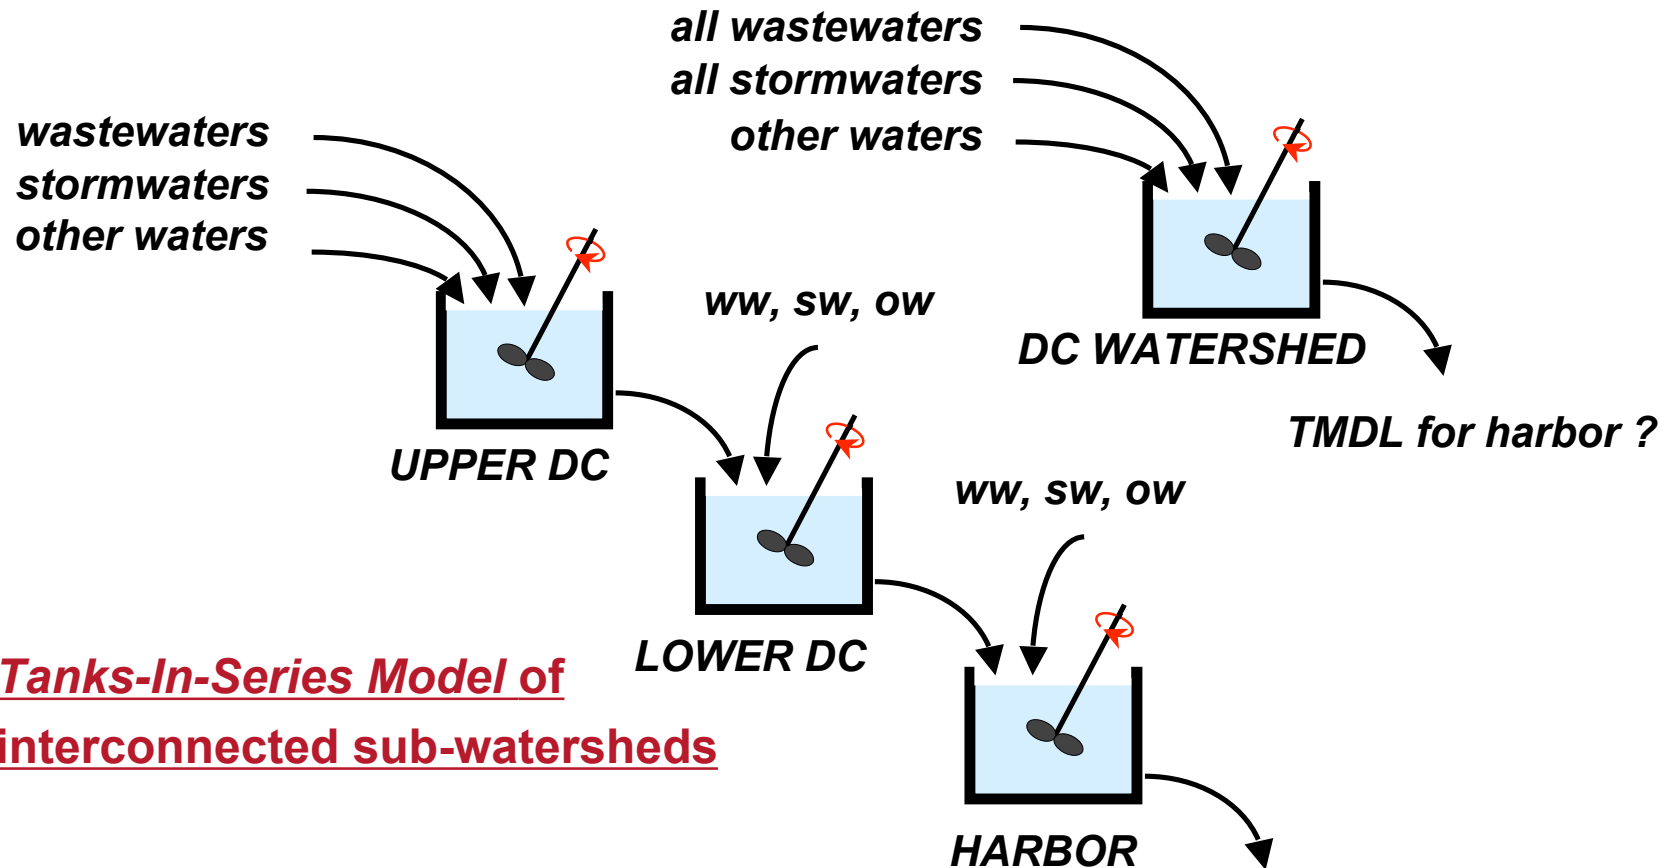 all wastewaters
all stormwaters
other waters
wastewaters
stormwaters
other waters
ww, sw, ow
DC WATERSHED
TMDL for harbor ?
UPPER DC
ww, sw, ow
LOWER DC
Tanks-In-Series Model of
interconnected sub-watersheds
HARBOR